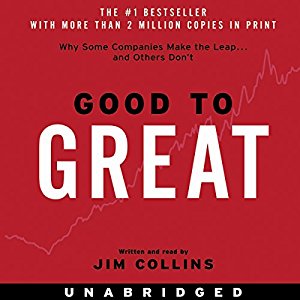 THE #1 BESTSELLER
WITH MORE THAN 2 MILLION COPIES IN PRINT
Why Some Companies Make the Leap...
and Others Don't
GOOD TO
GREAT
Written and read by
JIM COLLINS
UNABRIDGED